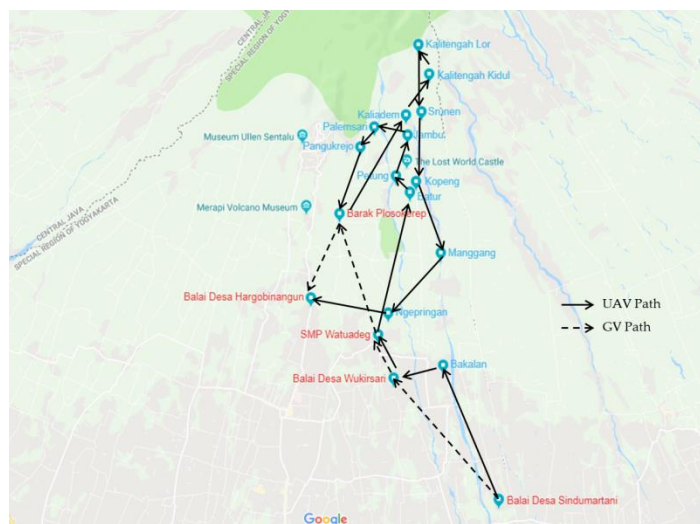 Kalitengah Lor
CENTRAL JAVA
SPECIAL REGION OF YOGYAKARTA
Kalitengah Kidul
Kaliadem
Srunen
Palemsari
Jambu
Museum Ullen Sentalu
Pangukrejo
The Lost World Castle
Petung
Kopeng
Batur
Merapi Volcano Museum
Barak Plosokerep
CENTRAL JAVA
SPECIAL REGION OF YOGYAKARTA
Manggang
Balai Desa Hargobinangun
UAV Path
Ngepringan
GV Path
SMP Watuadeg
Bakalan
Balai Desa Wukirsari
Balai Desa Sindumartani
Google